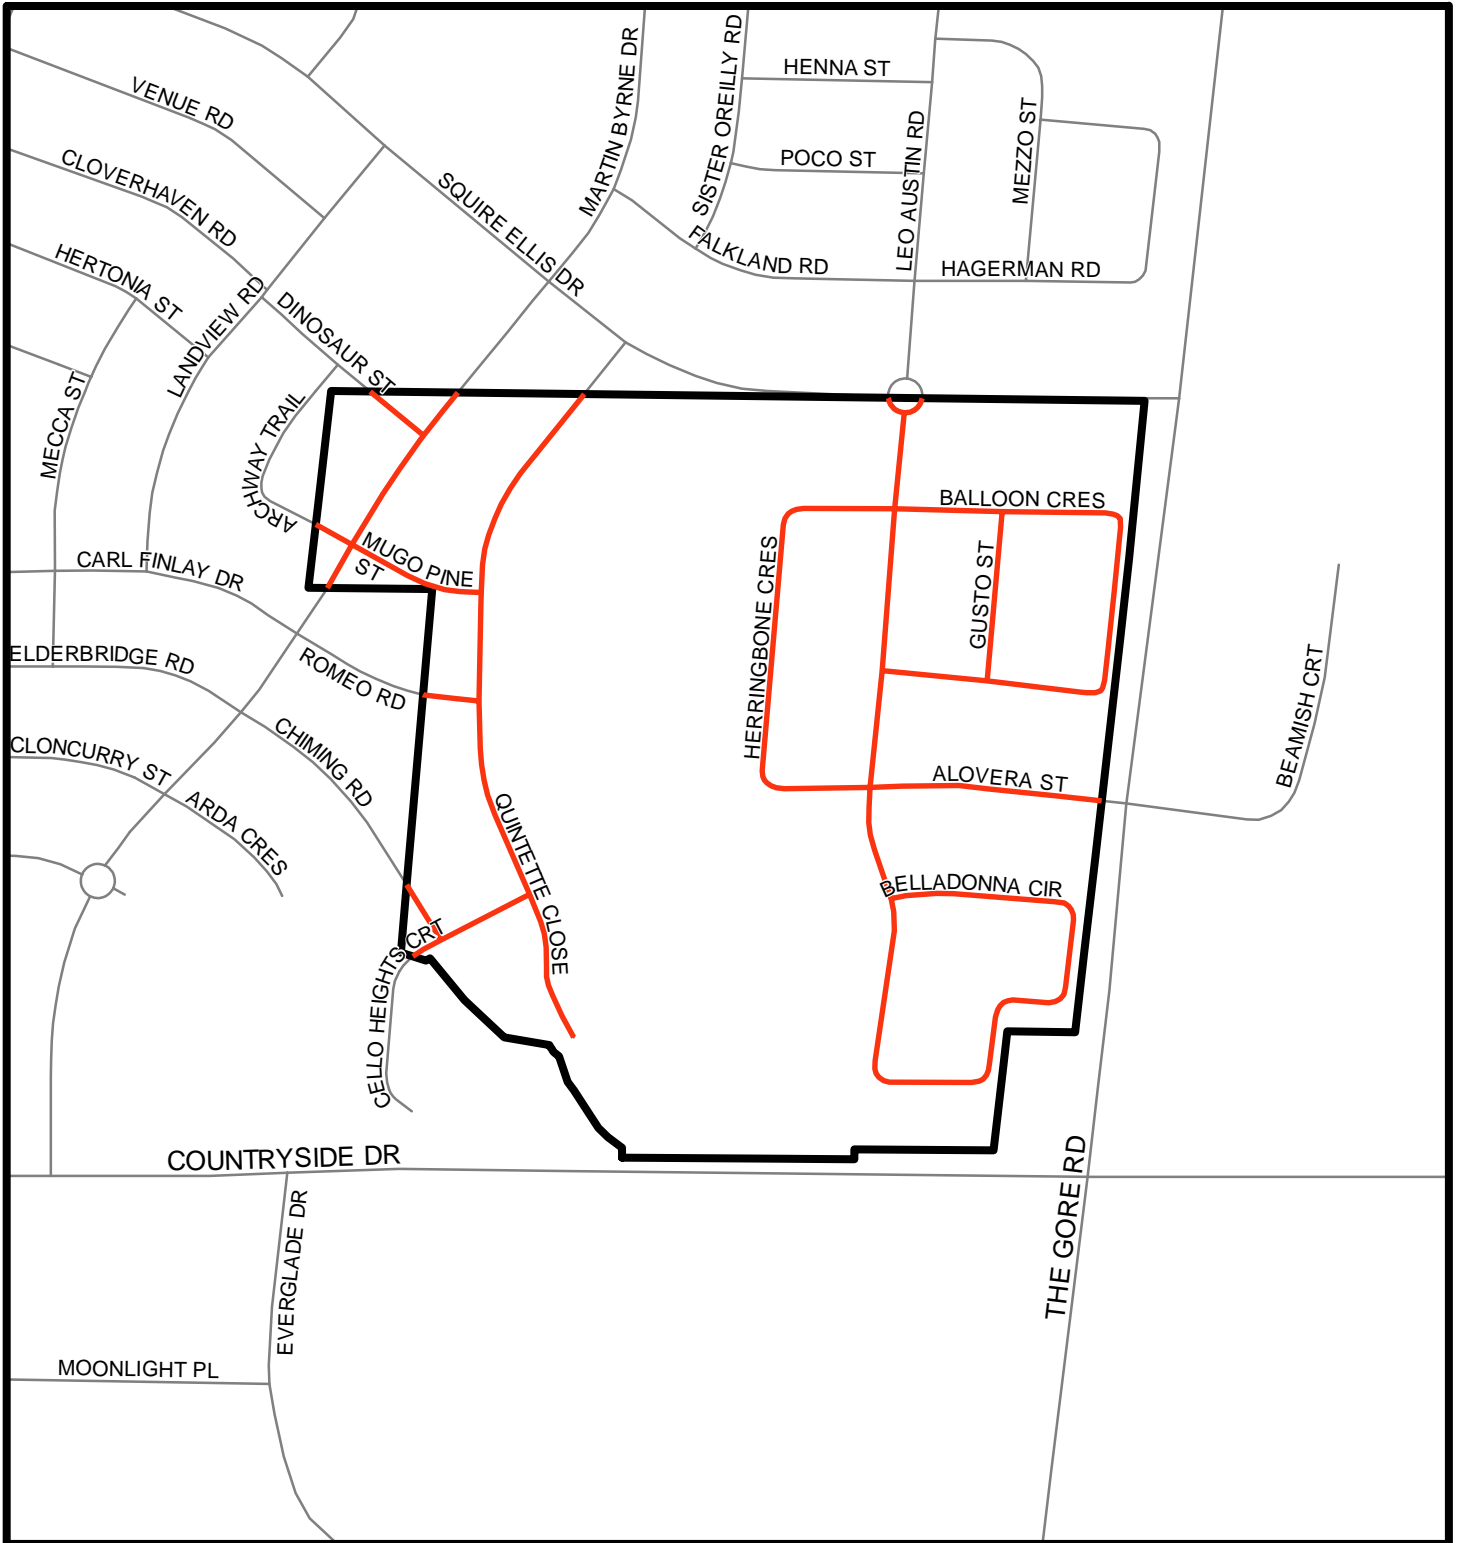 VENUE RD
CLOVERHAVEN RD
HERTONIA ST
MECCA ST
LANDVIEW RD
DINOSAUR ST
SQUIRE ELLIS DR
MARTIN BYRNE DR
SISTER OREILLY RD
HENNA ST
POCO ST
LEO AUSTIN RD
MEZZO ST
FALKLAND RD
HAGERMAN RD
ARCHWAY TRAIL
MUGO PINE
ST
CARL FINLAY DR
ELDERBRIDGE RD
ROMEO RD
CLONCURRY ST
CHIMING RD
ARDA CRES
QUINTETTE CLOSE
CELLO HEIGHTS CRT
BALLOON CRES
GUSTO ST
HERRINGBONE CRES
ALOVERA ST
BELLADONNA CIR
BEAMISH CRT
COUNTRYSIDE DR
THE GORE RD
EVERGLADE DR
MOONLIGHT PL